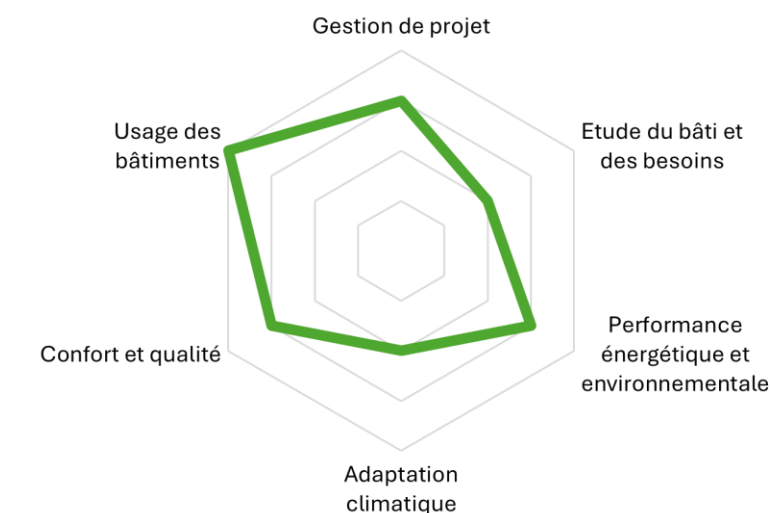 Gestion de projet
Usage des
bâtiments
Etude du bâti et
des besoins
Confort et qualité
Performance
énergétique et
environnementale
Adaptation
climatique